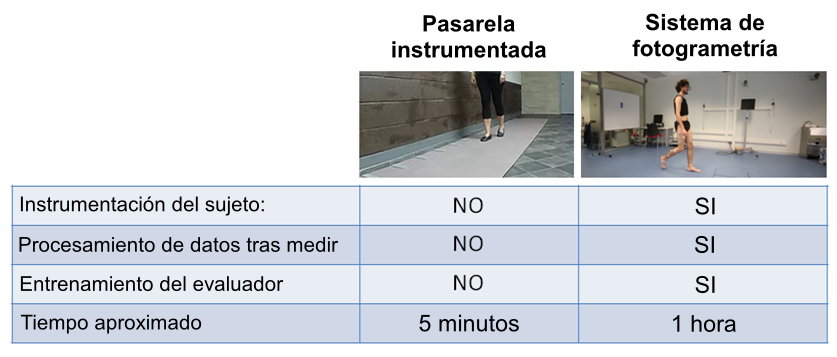 Pasarela
instrumentada
Sistema de
fotogrametría
Instrumentación del sujeto: NO SI
Procesamiento de datos tras medir NO SI
Entrenamiento del evaluador NO SI
Tiempo aproximado 5 minutos 1 hora